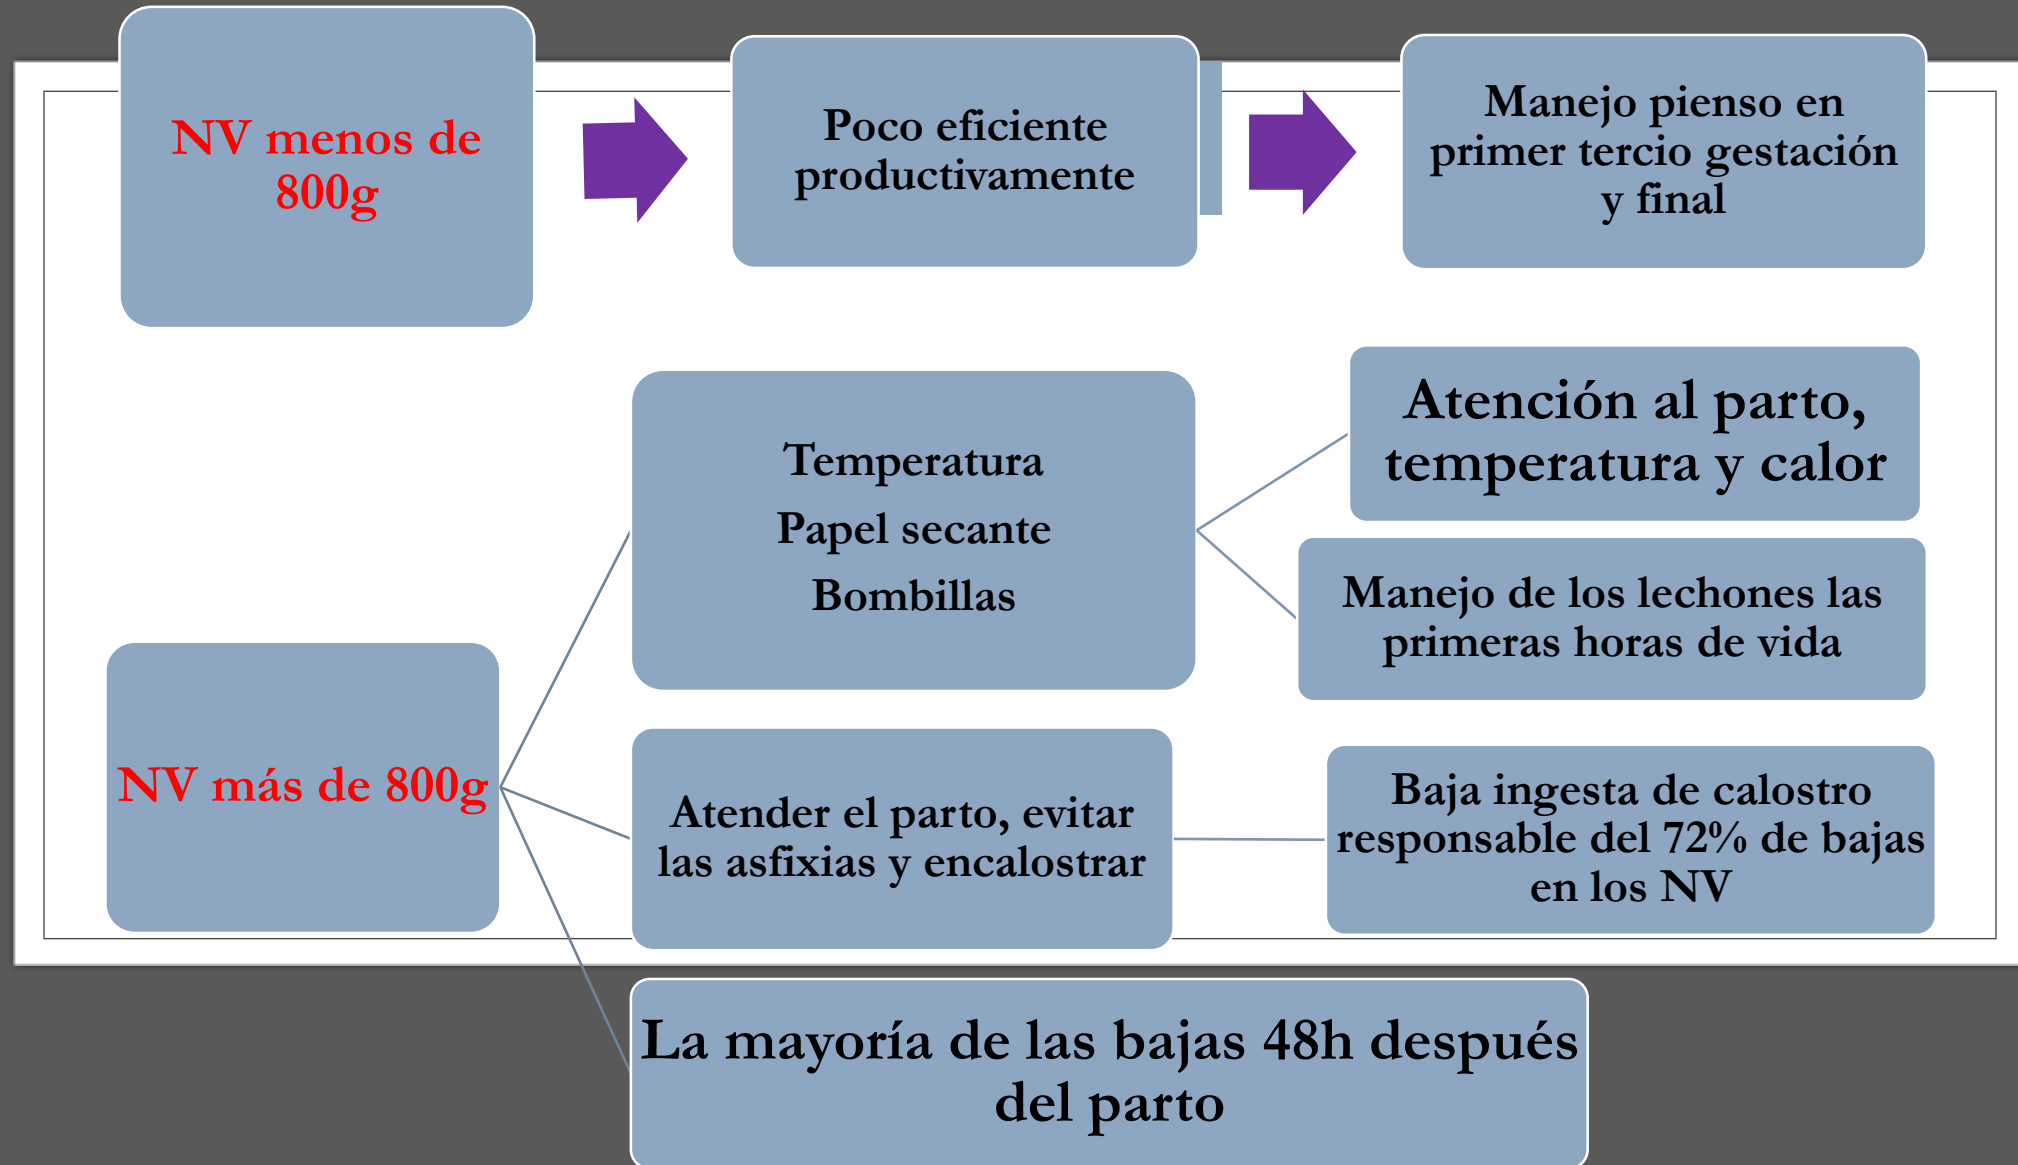 NV menos de
800g
Poco eficiente
productivamente
Manejo pienso en
primer tercio gestación
y final
Temperatura
Papel secante
Bombillas
Atención al parto,
temperatura y calor
Manejo de los lechones las
primeras horas de vida
NV más de 800g
Atender el parto, evitar
las asfixias y encalostrar
Baja ingesta de calostro
responsable del 72% de bajas
en los NV
La mayoría de las bajas 48h después
del parto